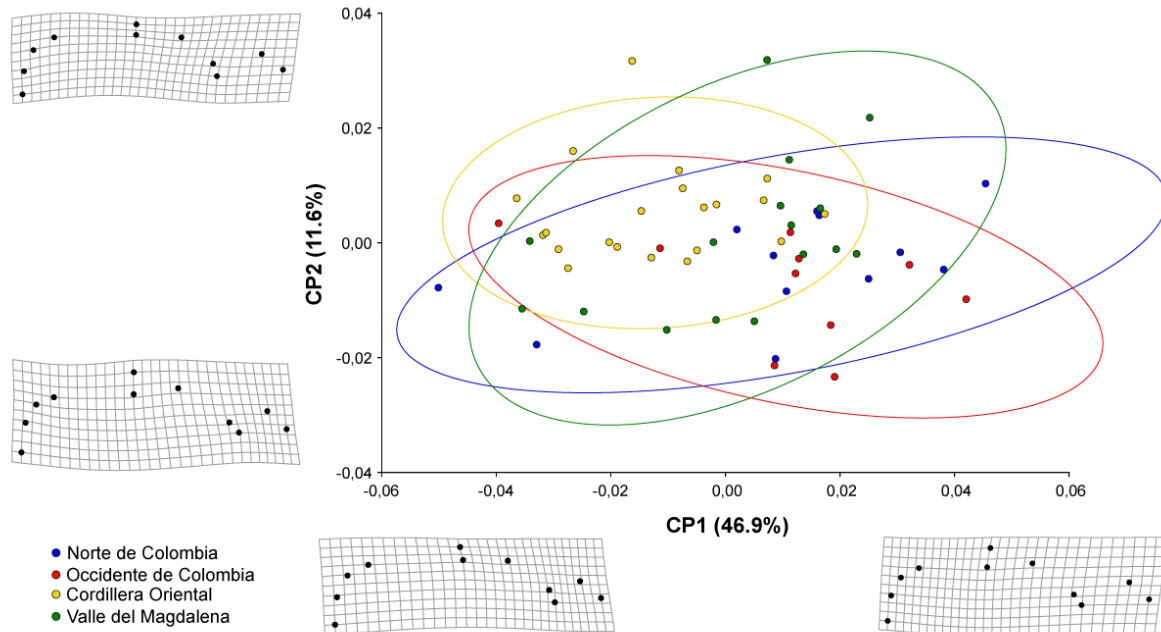 0,04
0,02
0,00
-0,02
-0,04
CP2 (11.6%)
-0,06
-0,04
-0,02
0,00
0,02
0,04
0,06
CP1 (46.9%)
Norte de Colombia
Occidente de Colombia
Cordillera Oriental
Valle del Magdalena